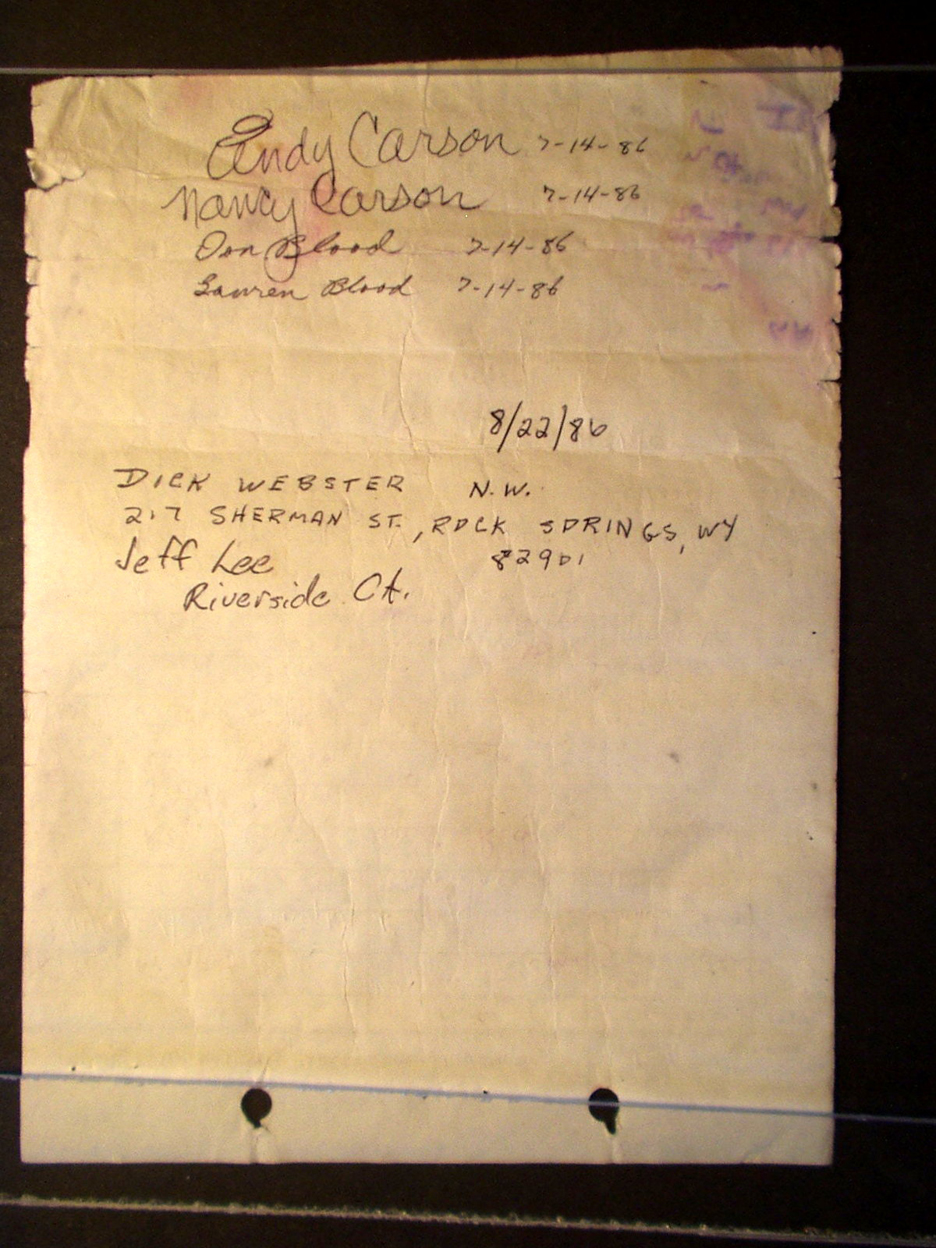 Andy Carson 7-14-86
Nancy Carson 7-14-86
Don Blood 7-14-86
Lauren Blood 7-14-86
8/22/86
DICK WEBSTER N.W.
217 SHERMAN ST., ROCK SPRINGS, WY
82901
Jeff Lee
Riverside CA.